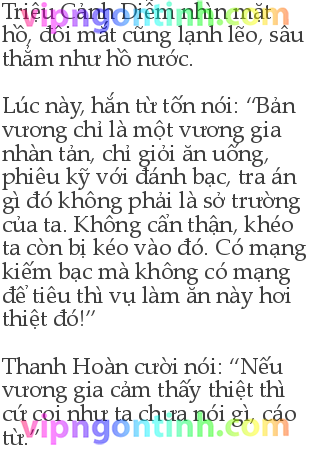 vipngontinh.com
Triệu Cảnh Diễm nhìn mặt
hồ, đôi mắt cũng lạnh lẽo, sâu
thẳm như hồ nước.
Lúc này, hắn từ tốn nói: “Bản
vương chỉ là một vương gia
nhàn tản, chỉ giỏi ăn uống,
phiêu kỹ với đánh bạc, tra án
gì đó không phải là sở trường
của ta. Không cẩn thận, khéo
ta còn bị kéo vào đó. Có mạng
kiếm bạc mà không có mạng
để tiêu thì vụ làm ăn này hơi
thiệt đó!”
Thanh Hoàn cười nói: “Nếu
vương gia cảm thấy thiệt thì
cứ coi như ta chưa nói gì, cáo
từ.”
vipngontinh.com